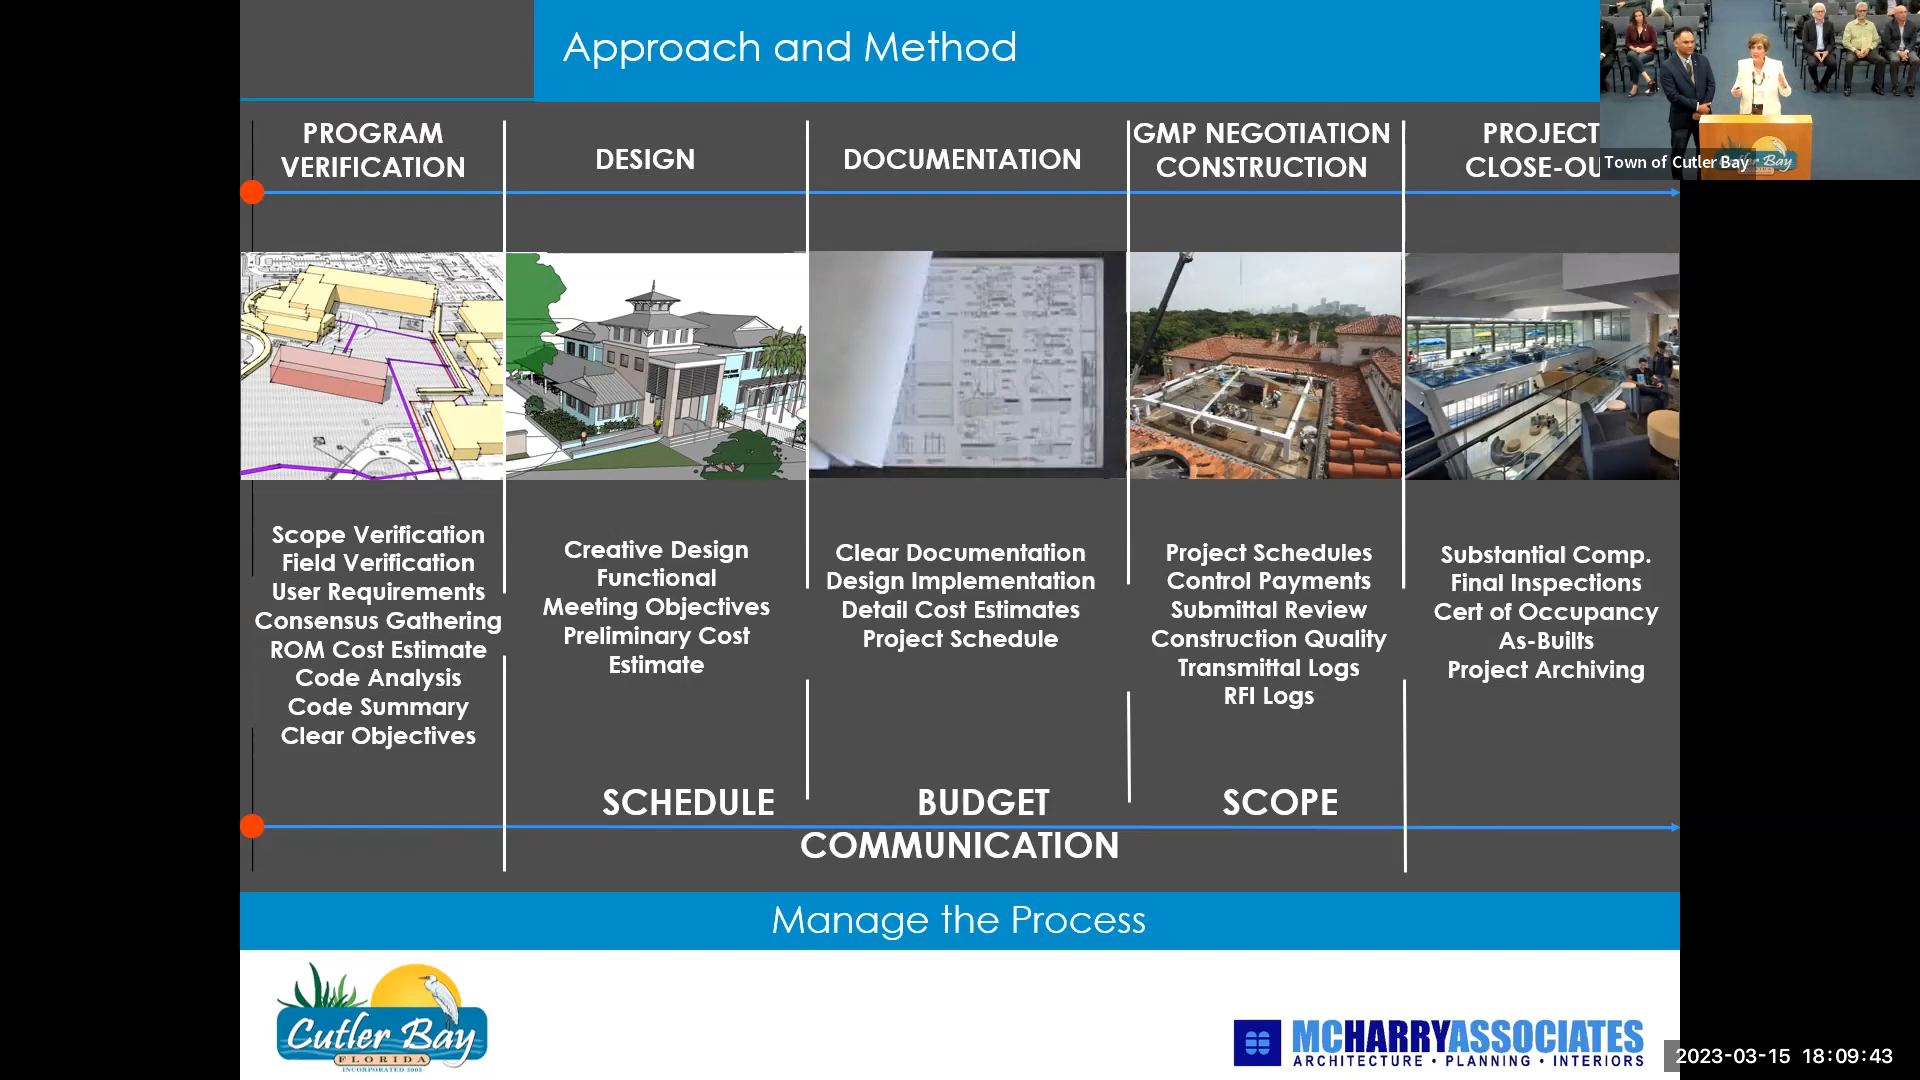 Approach and Method
PROGRAM
VERIFICATION
DESIGN
DOCUMENTATION
GMP NEGOTIATION
CONSTRUCTION
PROJECT
CLOSE-OU
Town of Cutler Bay
Scope Verification
Field Verification
User Requirements
Consensus Gathering
ROM Cost Estimate
Code Analysis
Code Summary
Clear Objectives
Creative Design
Functional
Meeting Objectives
Preliminary Cost
Estimate
Clear Documentation
Design Implementation
Detail Cost Estimates
Project Schedule
Project Schedules
Control Payments
Submittal Review
Construction Quality
Transmittal Logs
RFI Logs
Substantial Comp.
Final Inspections
Cert of Occupancy
As-Builts
Project Archiving
SCHEDULE
BUDGET
SCOPE
COMMUNICATION
Manage the Process
Cutler Bay
FLORIDA
INCORPORATED 2005
MCHARRYASSOCIATES
ARCHITECTURE • PLANNING • INTERIORS
2023-03-15 18:09:43